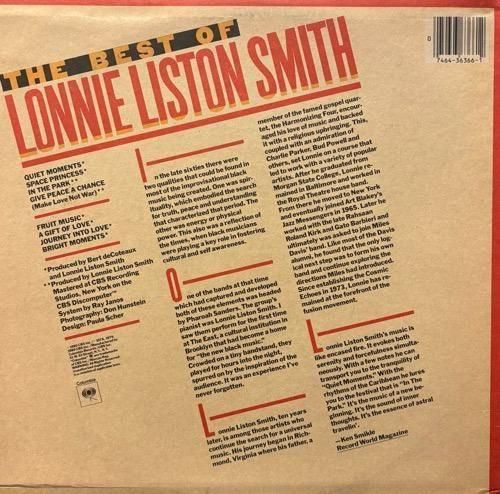 THE BEST OF
LONNIE LISTON SMITH
QUIET MOMENTS*
SPACE PRINCESS*
IN THE PARK**
GIVE PEACE A CHANCE
(Make Love Not War)**
FRUIT MUSIC*
A GIFT OF LOVE*
JOURNEY INTO LOVE*
BRIGHT MOMENTS*
*Produced by Bert deCoteaux
and Lonnie Liston Smith
**Produced by Lonnie Liston Smith
Mastered at CBS Recording
Studios, New York on the
CBS Discomputer
System by Ray Janos
Photography: Don Hunstein
Design: Paula Scher
Columbia
In the late sixties there were
two qualities that could be found in
most of the improvisational black
music being created. One was spir-
ituality, which embodied the search
for truth, peace and understanding
that characterized that period. The
other was energy or physical
power. This also was a reflection of
the times, when black musicians
were playing a key role in fostering
cultural and self awareness.
One of the bands at that time
which had captured and developed
both of these elements was leaded
by Pharoah Sanders. The group's
pianist was Lonnie Liston Smith. I
saw them perform for the first time
at The East, a cultural institution in
Brooklyn that had become a home
for "the new black music."
Crowded on a tiny bandstand, they
played for hours into the night,
spurred on by the inspiration of the
audience. It was an experience I've
never forgotten.
Lonnie Liston Smith, ten years
later, is among those artists who
continue the search for a universal
music. His journey began in Rich-
mond, Virginia where his father, a
member of the famed gospel quar-
tet, the Harmonizing Four, encour-
aged his love of music and backed
it with a religious upbringing. This,
coupled with an admiration of
Charlie Parker, Bud Powell and
others, set Lonnie on a course that
led to work with a variety of popular
artists. After he graduated from
Morgan State College, Lonnie re-
mained in Baltimore and worked in
the Royal Theatre house band.
From there he moved to New York
and eventually joined Art Blakey's
Jazz Messengers in 1965. Later he
worked with the late Rahsaan
Roland Kirk and Gato Barbieri and
ultimately was asked to join Miles
Davis' band. Like most of the Davis
alumni, he found that the only log-
ical next step was to form his own
band and continue exploring the
directions Miles had introduced.
Since establishing the Cosmic
Echoes in 1973, Lonnie has re-
mained at the forefront of the
fusion movement.
Lonnie Liston Smith's music is
like encased fire. It evokes both
serenity and forcefulness simulta-
neously. With a few notes he can
transport you to the tranquility of
"Quiet Moments." With the
rhythms of the Caribbean he lures
you to the festival that is "In The
Park." It's the music of a new be-
ginning. It's the sound of inner
thoughts. It's the essence of astral
travelin'.
—Ken Smikle
Record World Magazine
0
7464-36366-1